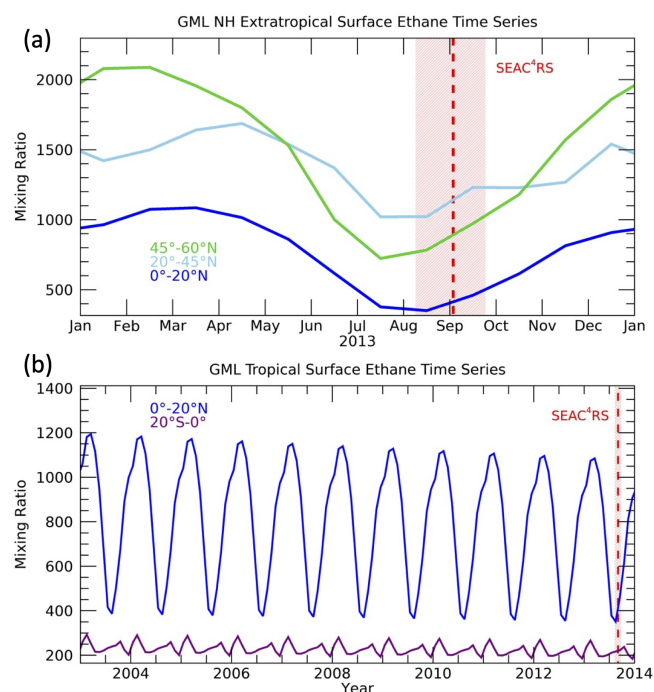 GML NH Extratropical Surface Ethane Time Series
(a)
SEAC⁴RS
2000
1500
1000
500
Mixing Ratio
45°-60°N
20°-45°N
0°-20°N
Jan Feb Mar Apr May Jun Jul Aug Sep Oct Nov Dec Jan
2013
(b)
GML Tropical Surface Ethane Time Series
1400
1200
1000
800
600
400
200
Mixing Ratio
0°-20°N
20°S-0°
SEAC⁴RS
2004 2006 2008 2010 2012 2014
Year